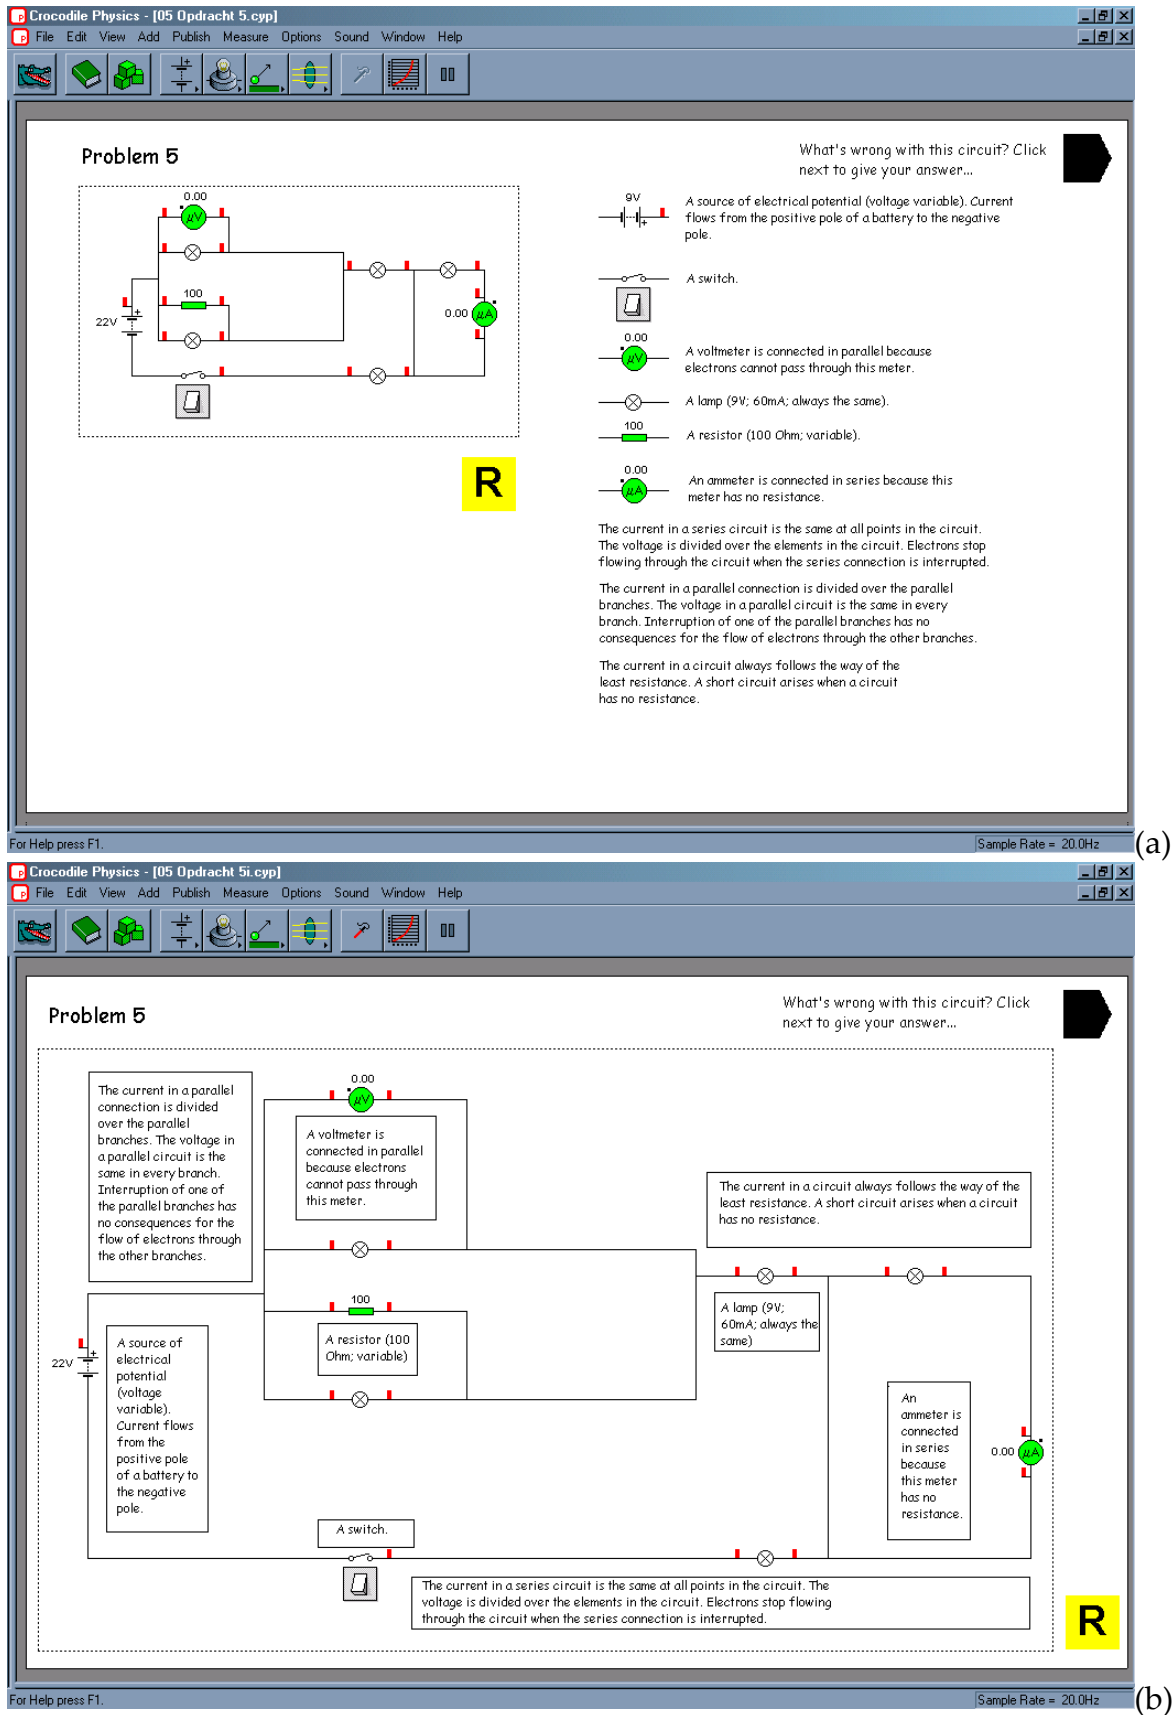 Crocodile Physics - [05 Opdracht 5.cyp]
File Edit View Add Publish Measure Options Sound Window Help
Problem 5
What's wrong with this circuit? Click
next to give your answer...
0.00
μV
100
22V
0.00 μA
R
9V
A source of electrical potential (voltage variable). Current
flows from the positive pole of a battery to the negative
pole.
A switch.
0.00
μV
A voltmeter is connected in parallel because
electrons cannot pass through this meter.
A lamp (9V; 60mA; always the same).
100
A resistor (100 Ohm; variable).
0.00
μA
An ammeter is connected in series because this
meter has no resistance.
The current in a series circuit is the same at all points in the circuit.
The voltage is divided over the elements in the circuit. Electrons stop
flowing through the circuit when the series connection is interrupted.
The current in a parallel connection is divided over the parallel
branches. The voltage in a parallel circuit is the same in every
branch. Interruption of one of the parallel branches has no
consequences for the flow of electrons through the other branches.
The current in a circuit always follows the way of the
least resistance. A short circuit arises when a circuit
has no resistance.
For Help press F1.
Sample Rate = 20.0Hz
(a)
Crocodile Physics - [05 Opdracht 5i.cyp]
File Edit View Add Publish Measure Options Sound Window Help
Problem 5
What's wrong with this circuit? Click
next to give your answer...
The current in a parallel
connection is divided
over the parallel
branches. The voltage in
a parallel circuit is the
same in every branch.
Interruption of one of
the parallel branches has
no consequences for the
flow of electrons through
the other branches.
0.00
μV
A voltmeter is
connected in parallel
because electrons
cannot pass through
this meter.
The current in a circuit always follows the way of the
least resistance. A short circuit arises when a circuit
has no resistance.
100
A resistor (100
Ohm; variable)
A lamp (9V;
60mA; always the
same)
22V
A source of
electrical
potential
(voltage
variable).
Current flows
from the
positive pole
of a battery to
the negative
pole.
An
ammeter is
connected
in series
because
this meter
has no
resistance.
0.00 μA
A switch.
The current in a series circuit is the same at all points in the circuit. The
voltage is divided over the elements in the circuit. Electrons stop flowing
through the circuit when the series connection is interrupted.
R
For Help press F1.
Sample Rate = 20.0Hz
(b)